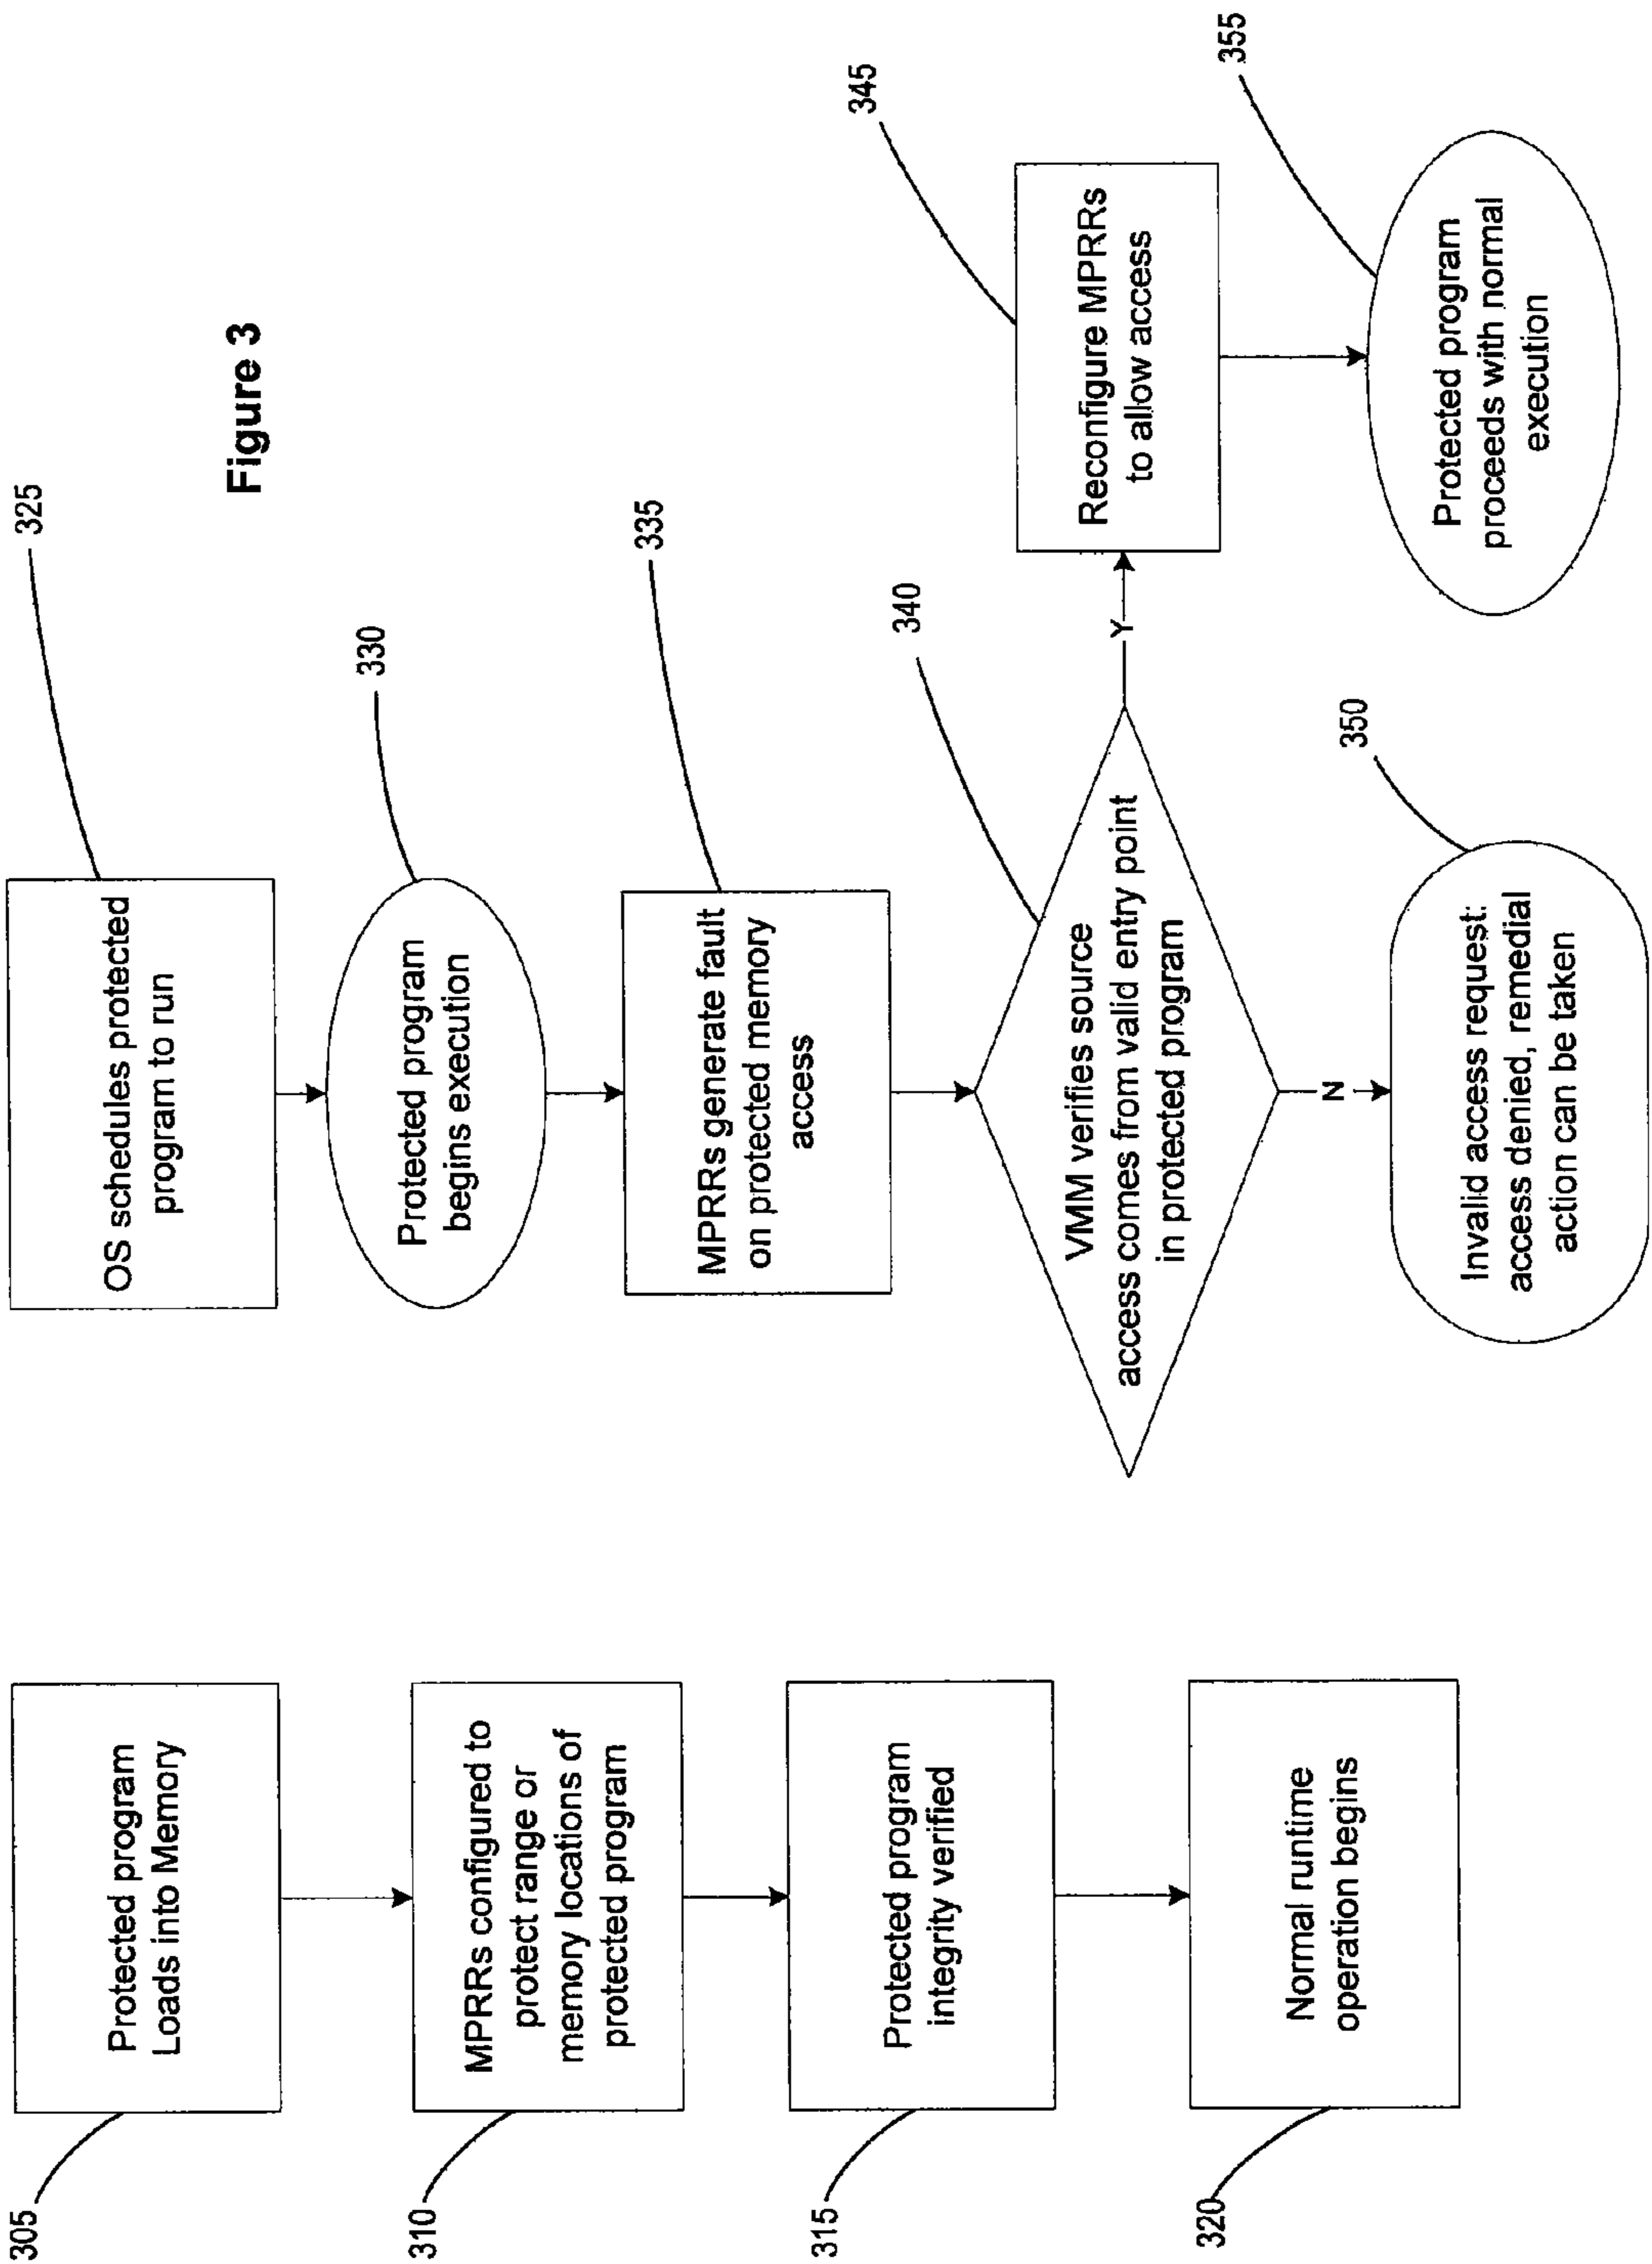 305
Protected program
Loads into Memory
310
MPRRs configured to
protect range or
memory locations of
protected program
315
Protected program
integrity verified
320
Normal runtime
operation begins
325
OS schedules protected
program to run
330
Protected program
begins execution
335
MPRRs generate fault
on protected memory
access
340
VMM verifies source
access comes from valid entry point
in protected program
Y
N
345
Reconfigure MPRRs
to allow access
350
Invalid access request:
access denied, remedial
action can be taken
355
Protected program
proceeds with normal
execution
Figure 3